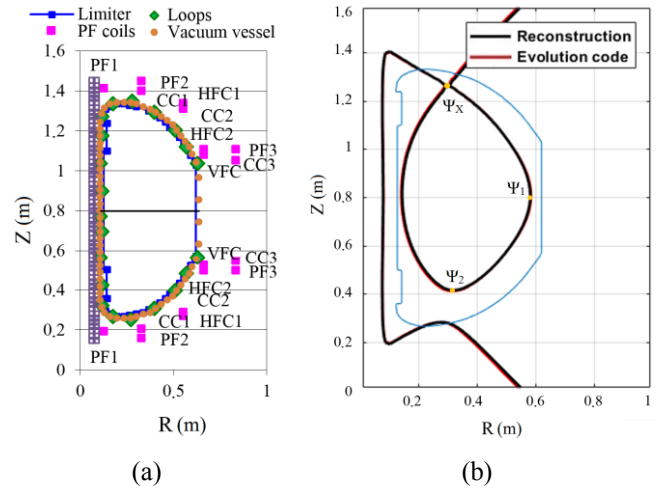 Limiter
Loops
PF coils
Vacuum vessel
1,6
1,4
1,2
1
0,8
0,6
0,4
0,2
0
Z (m)
PF1
PF2
HFC1
CC1
CC2
HFC2
PF3
CC3
VFC
VFC
CC3
PF3
HFC2
CC2
CC1
HFC1
PF2
PF1
0
0,5
1
R (m)
(a)
1.6
1.4
1.2
1
0.8
0.6
0.4
0.2
0
Z (m)
Reconstruction
Evolution code
ΨX
Ψ1
Ψ2
0,2
0,4
0,6
0,8
1
R (m)
(b)